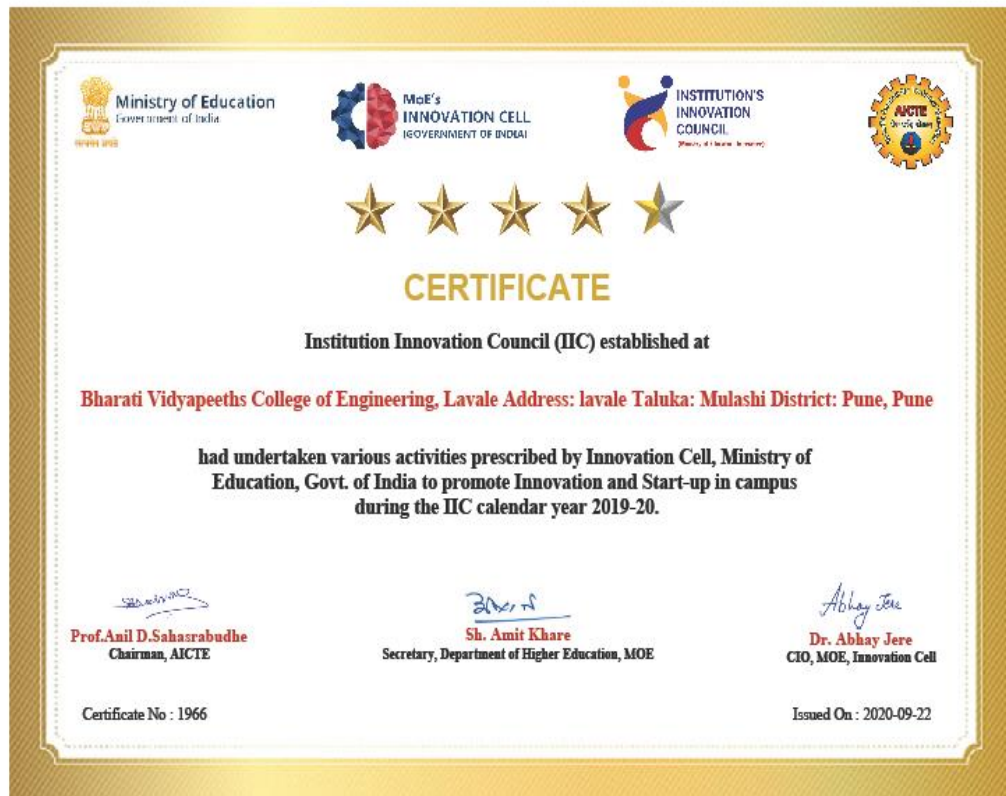 Ministry of Education
Government of India
MoE's
INNOVATION CELL
(GOVERNMENT OF INDIA)
INSTITUTION'S
INNOVATION
COUNCIL
AICTE
CERTIFICATE
Institution Innovation Council (IIC) established at
Bharati Vidyapeeths College of Engineering, Lavale Address: lavale Taluka: Mulashi District: Pune, Pune
had undertaken various activities prescribed by Innovation Cell, Ministry of
Education, Govt. of India to promote Innovation and Start-up in campus
during the IIC calendar year 2019-20.
Abhay Jere
Prof.Anil D.Sahasrabudhe
Chairman, AICTE
Sh. Amit Khare
Secretary, Department of Higher Education, MOE
Dr. Abhay Jere
CIO, MOE, Innovation Cell
Certificate No : 1966
Issued On : 2020-09-22